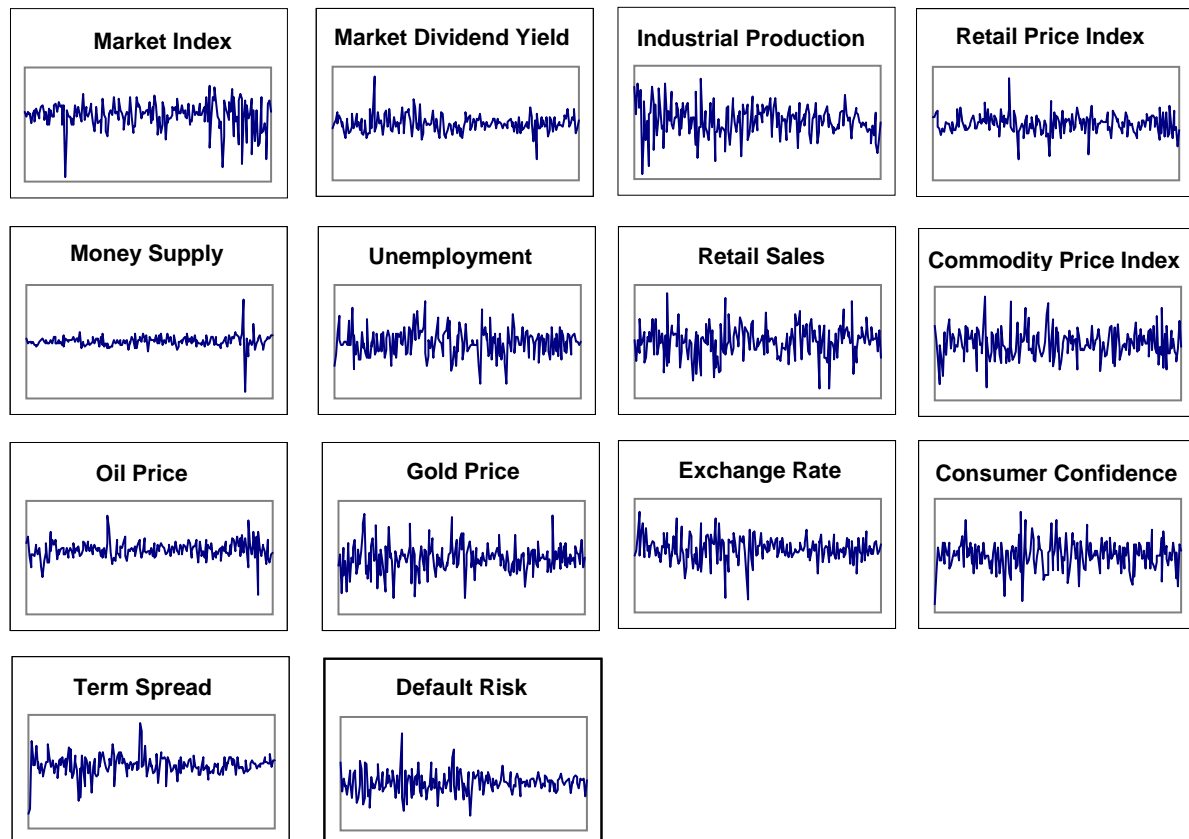 Market Index
Market Dividend Yield
Industrial Production
Retail Price Index
Money Supply
Unemployment
Retail Sales
Commodity Price Index
Oil Price
Gold Price
Exchange Rate
Consumer Confidence
Term Spread
Default Risk